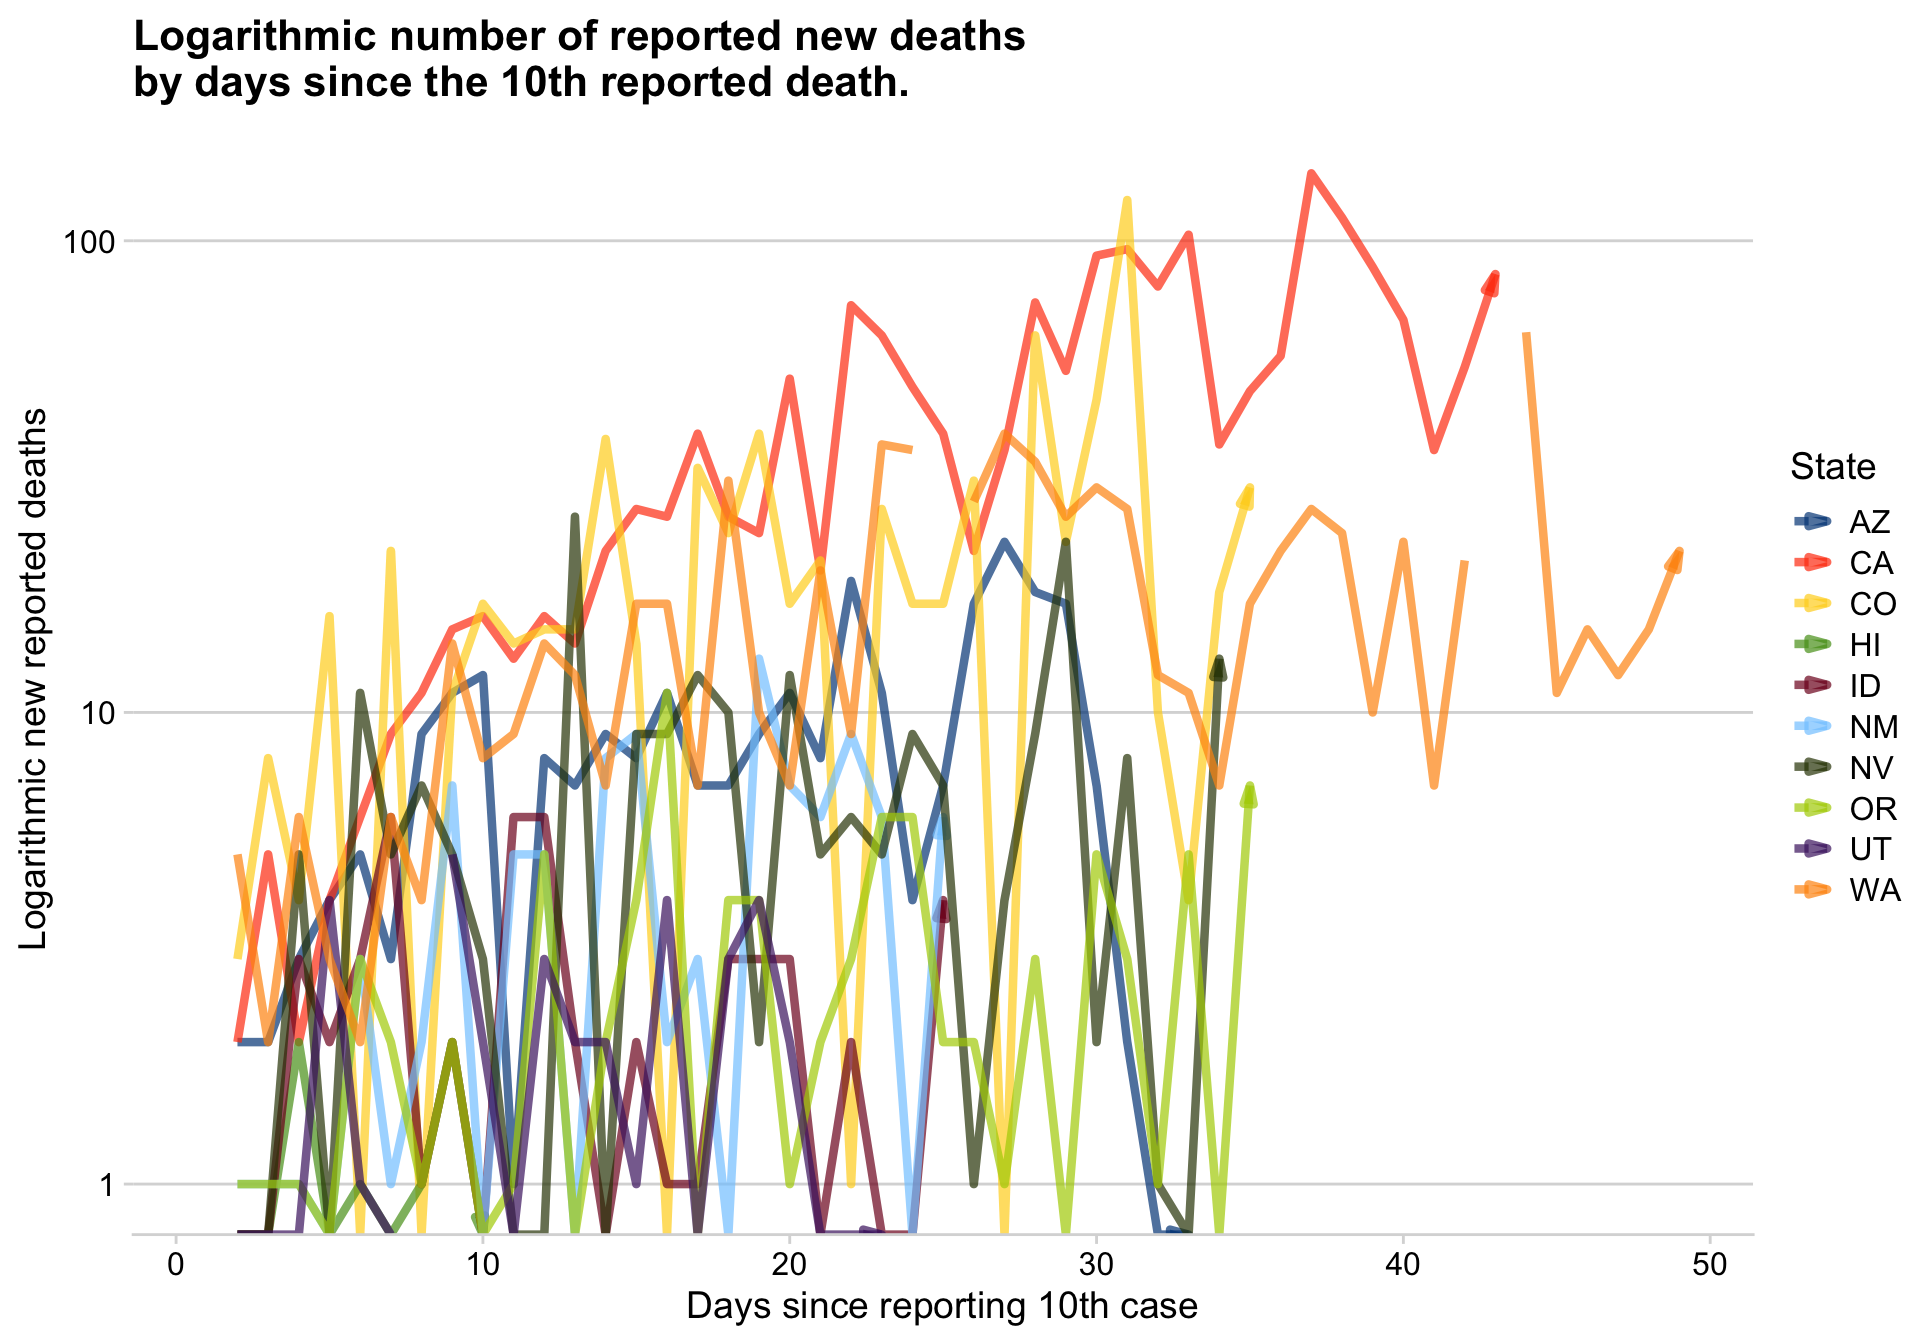 Logarithmic number of reported new deaths
by days since the 10th reported death.
100
10
1
Logarithmic new reported deaths
0
10
20
30
40
50
Days since reporting 10th case
State
AZ
CA
CO
HI
ID
NM
NV
OR
UT
WA